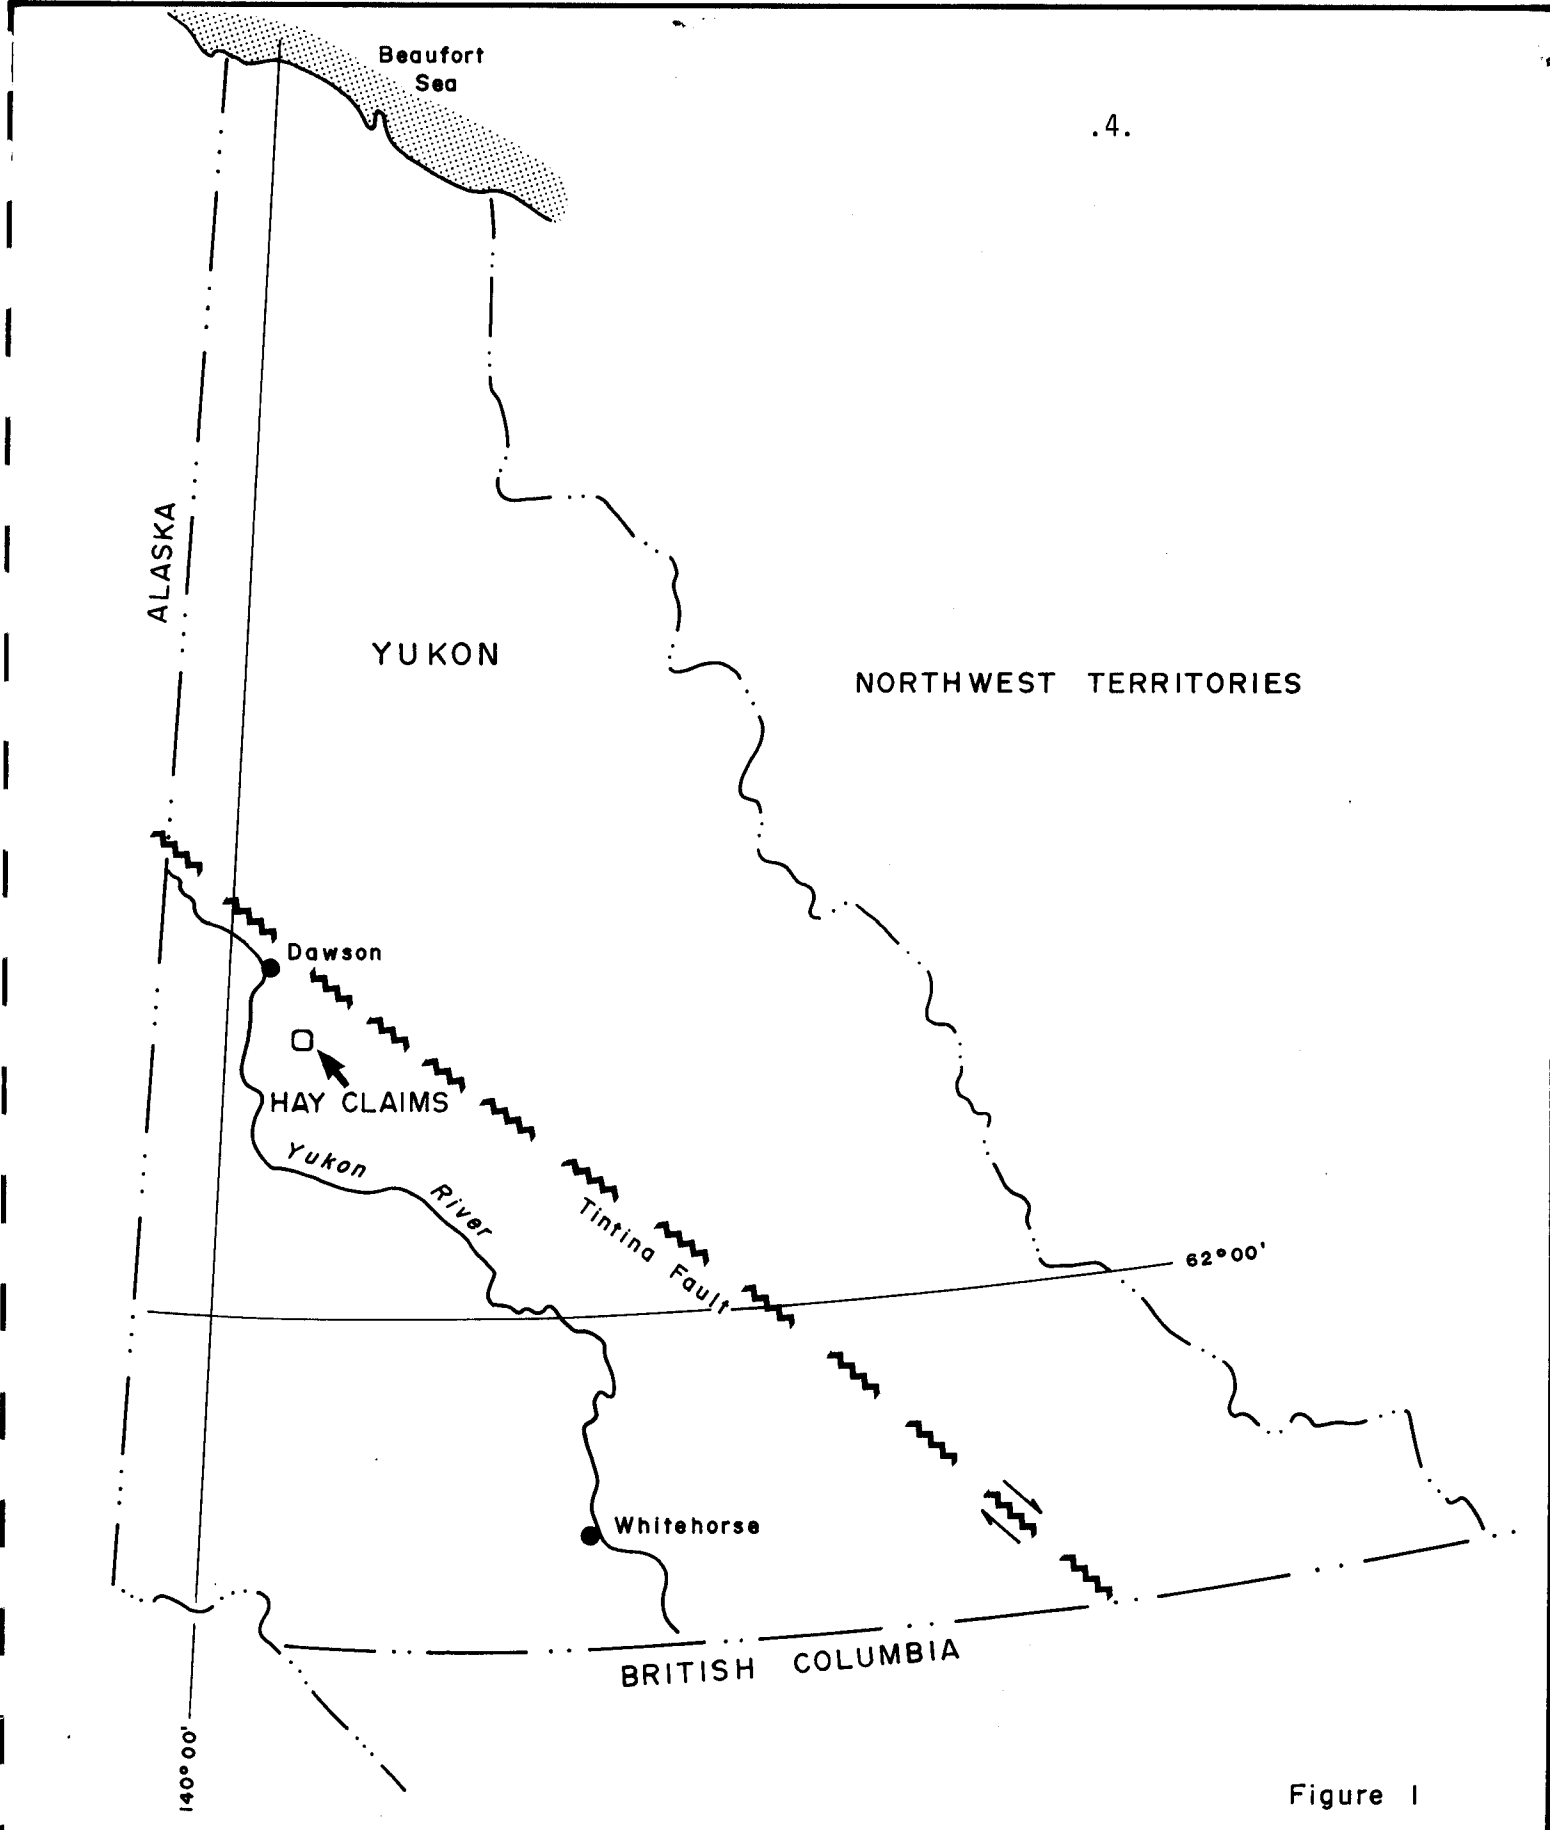 Beaufort
Sea
.4.
ALASKA
YUKON
NORTHWEST TERRITORIES
Dawson
HAY CLAIMS
Yukon River
Tintina Fault
62°00'
Whitehorse
BRITISH COLUMBIA
140°00'
Figure 1